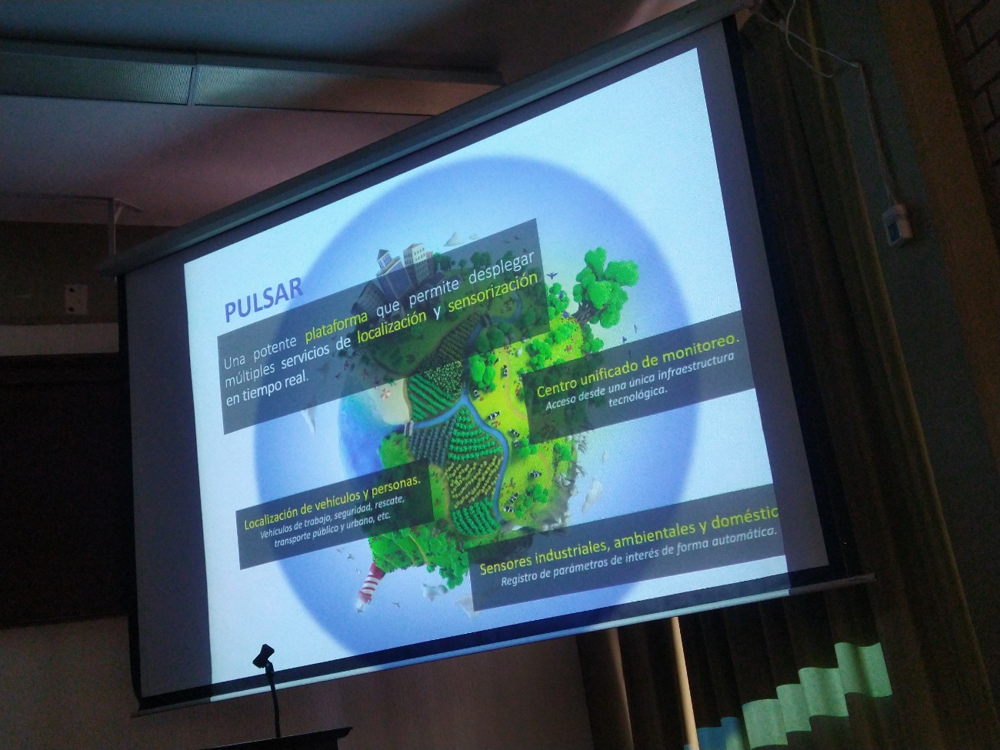 PULSAR
Una potente plataforma que permite desplegar
múltiples servicios de localización y sensorización
en tiempo real.
Centro unificado de monitoreo.
Acceso desde una única infraestructura
tecnológica.
Localización de vehículos y personas.
Vehículos de trabajo, seguridad, rescate,
transporte público y urbano, etc.
Sensores industriales, ambientales y doméstic
Registro de parámetros de interés de forma automática.